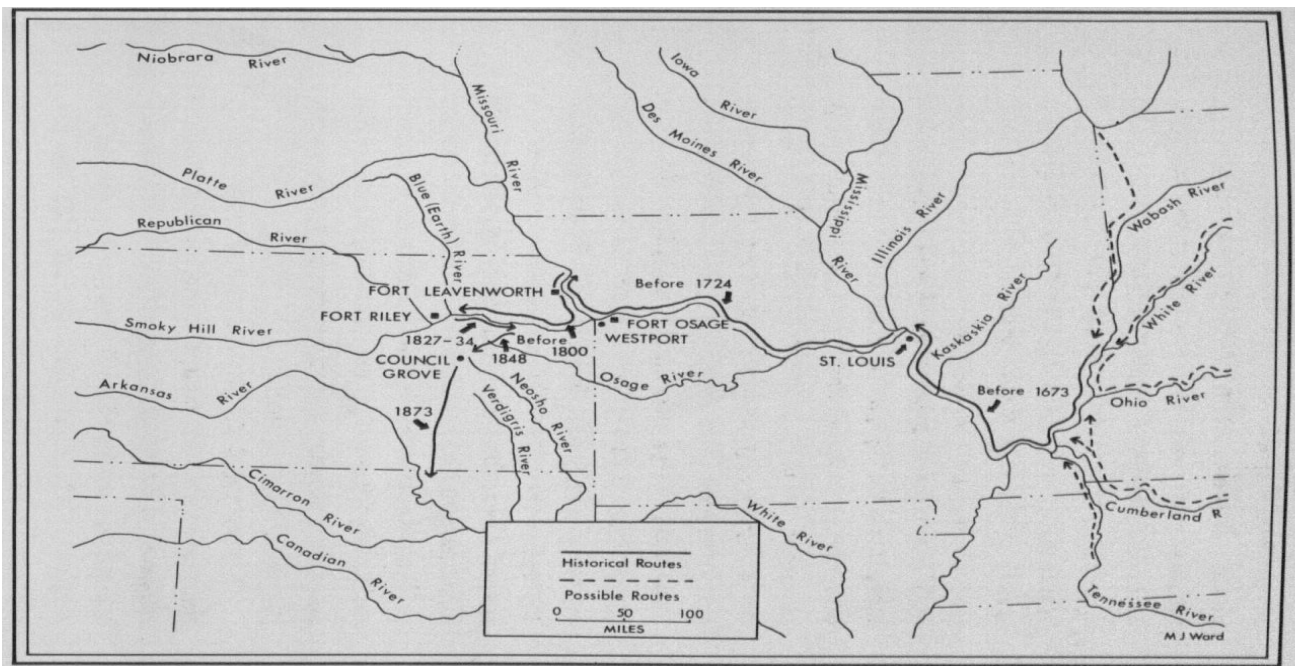 Niobrara River
Missouri River
Iowa River
Des Moines River
Mississippi River
Illinois River
Platte River
Blue (Earth) River
Republican River
Wabash River
White River
Before 1724
FORT LEAVENWORTH
FORT RILEY
FORT OSAGE
WESTPORT
Smoky Hill River
1827-34
Before 1800
1848
COUNCIL GROVE
Kaskaskia River
ST. LOUIS
Osage River
Before 1673
Ohio River
Arkansas River
1873
Neosho River
Verdigris River
Cimarron River
Canadian River
White River
Cumberland R
Tennessee River
Historical Routes
Possible Routes
0 50 100
MILES
M J Ward